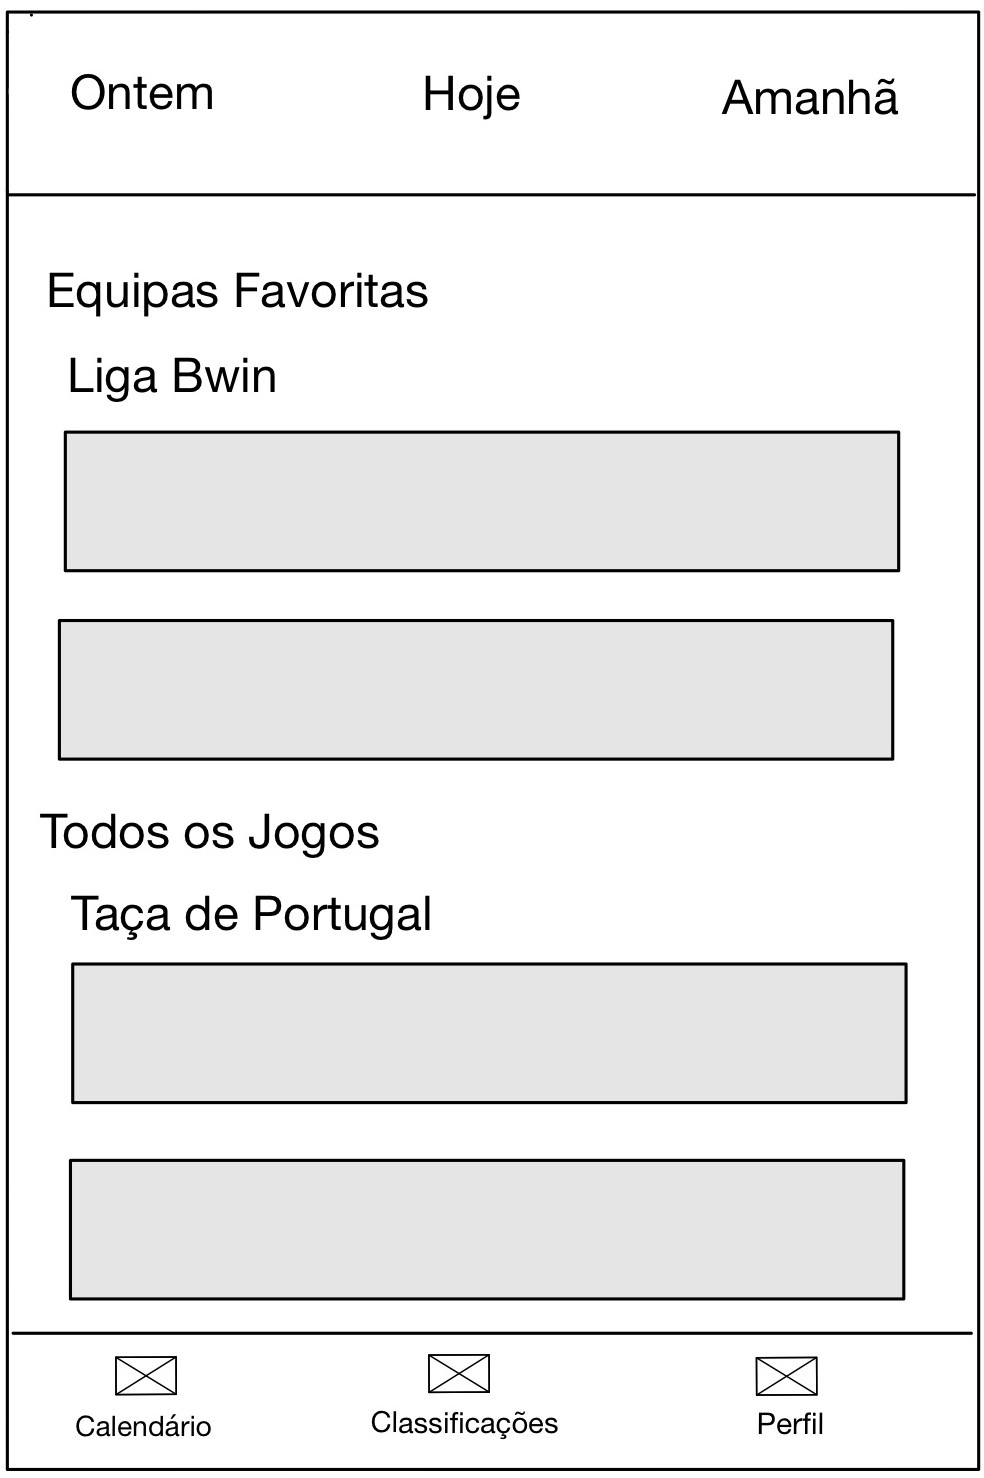 Ontem Hoje Amanhã
Equipas Favoritas
Liga Bwin
Todos os Jogos
Taça de Portugal
Calendário Classificações Perfil